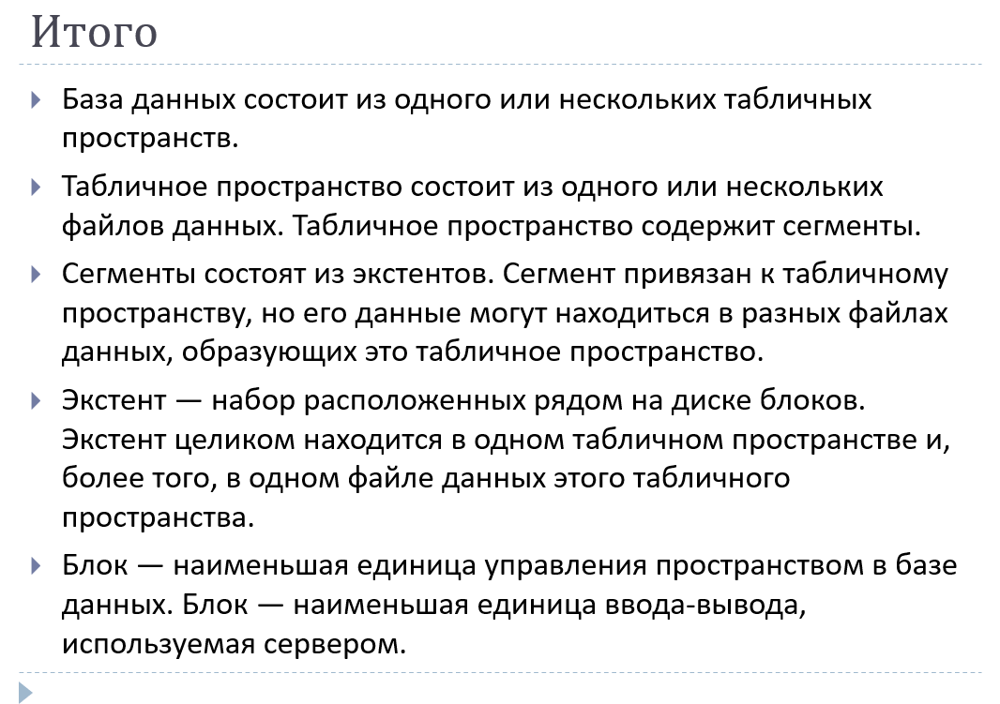 Итого
База данных состоит из одного или нескольких табличных
пространств.
Табличное пространство состоит из одного или нескольких
файлов данных. Табличное пространство содержит сегменты.
Сегменты состоят из экстентов. Сегмент привязан к табличному
пространству, но его данные могут находиться в разных файлах
данных, образующих это табличное пространство.
Экстент — набор расположенных рядом на диске блоков.
Экстент целиком находится в одном табличном пространстве и,
более того, в одном файле данных этого табличного
пространства.
Блок — наименьшая единица управления пространством в базе
данных. Блок — наименьшая единица ввода-вывода,
используемая сервером.